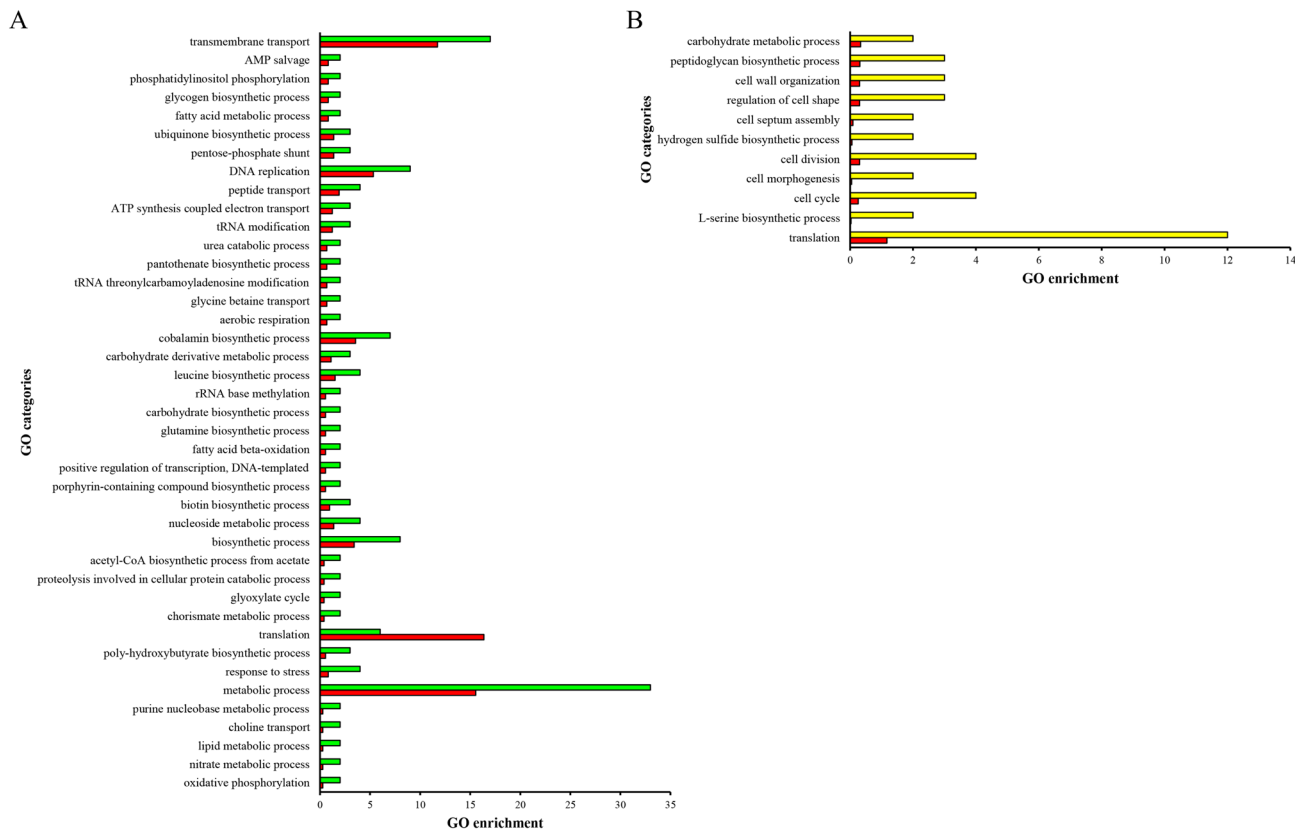 A
transmembrane transport
AMP salvage
phosphatidylinositol phosphorylation
glycogen biosynthetic process
fatty acid metabolic process
ubiquinone biosynthetic process
pentose-phosphate shunt
DNA replication
peptide transport
ATP synthesis coupled electron transport
tRNA modification
urea catabolic process
pantothenate biosynthetic process
tRNA threonylcarbamoyladenosine modification
glycine betaine transport
aerobic respiration
cobalamin biosynthetic process
carbohydrate derivative metabolic process
leucine biosynthetic process
rRNA base methylation
carbohydrate biosynthetic process
glutamine biosynthetic process
fatty acid beta-oxidation
positive regulation of transcription, DNA-templated
porphyrin-containing compound biosynthetic process
biotin biosynthetic process
nucleoside metabolic process
biosynthetic process
acetyl-CoA biosynthetic process from acetate
proteolysis involved in cellular protein catabolic process
glyoxylate cycle
chorismate metabolic process
translation
poly-hydroxybutyrate biosynthetic process
response to stress
metabolic process
purine nucleobase metabolic process
choline transport
lipid metabolic process
nitrate metabolic process
oxidative phosphorylation
GO categories
0 5 10 15 20 25 30 35
GO enrichment
B
carbohydrate metabolic process
peptidoglycan biosynthetic process
cell wall organization
regulation of cell shape
cell septum assembly
hydrogen sulfide biosynthetic process
cell division
cell morphogenesis
cell cycle
L-serine biosynthetic process
translation
GO categories
0 2 4 6 8 10 12 14
GO enrichment